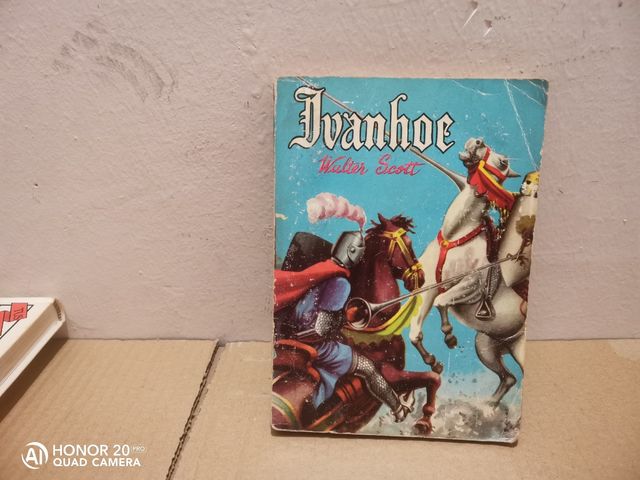 Ivanhoe
Walter Scott
HONOR 20 PRO
QUAD CAMERA